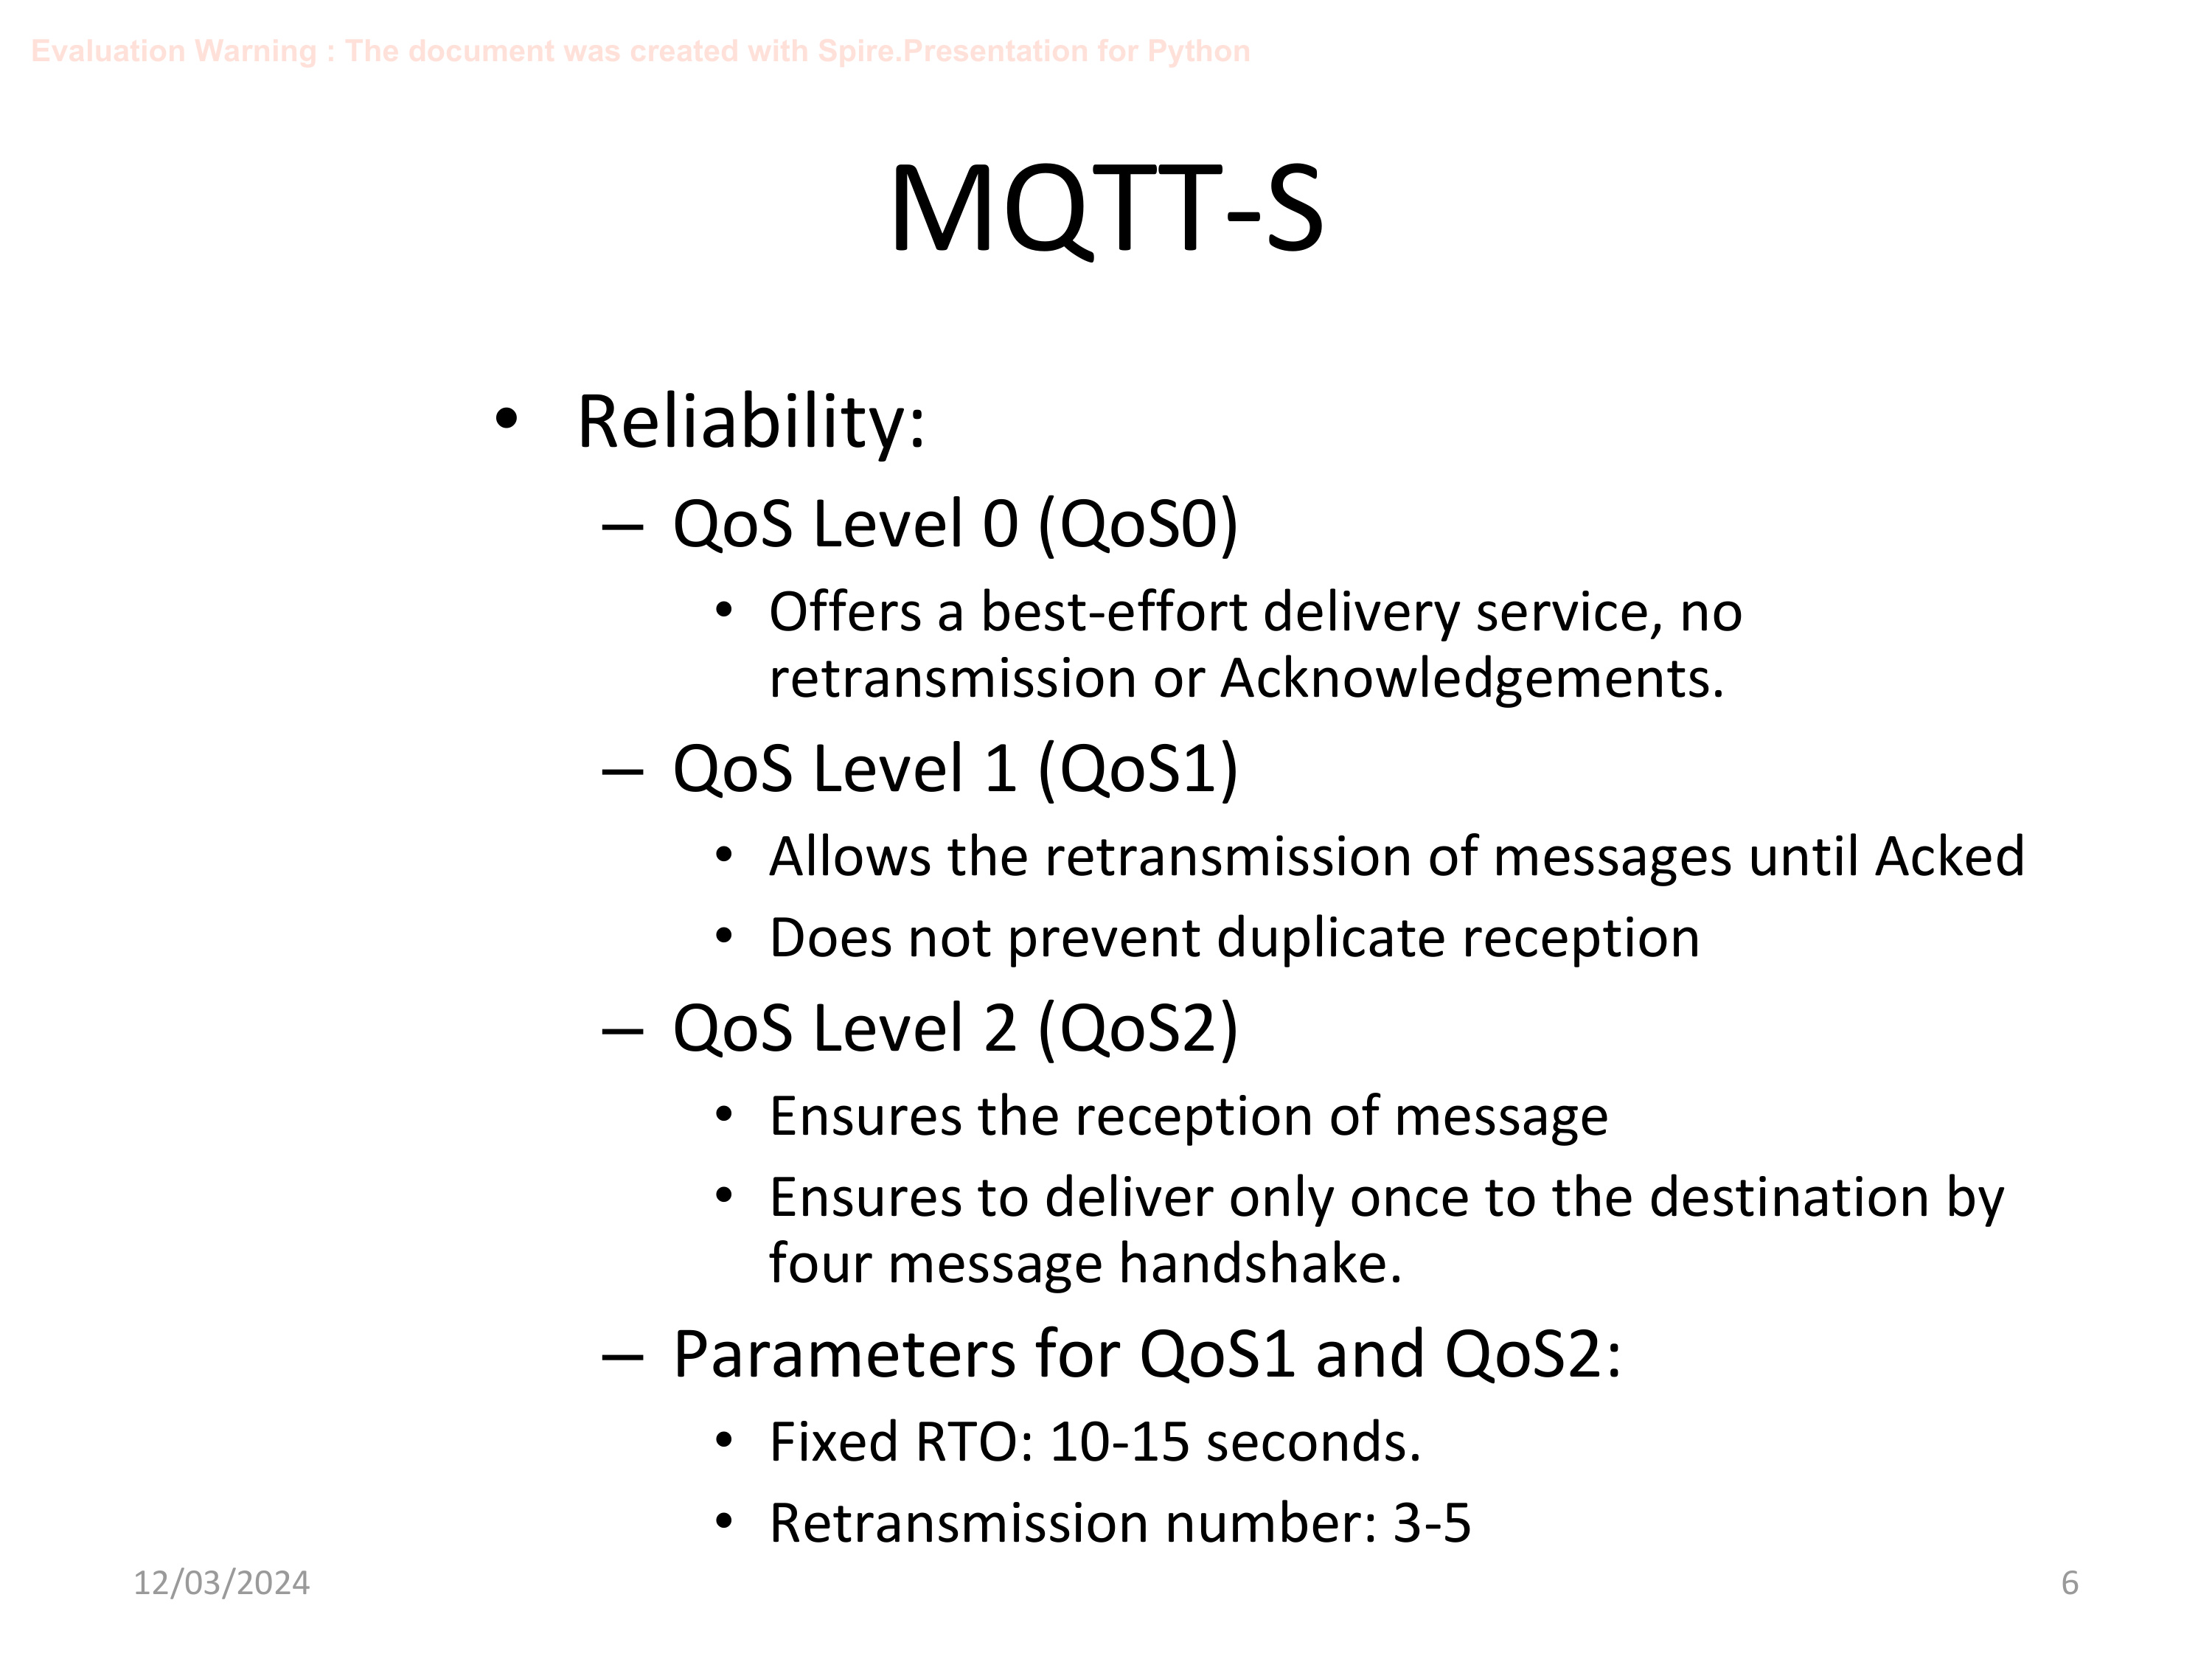 Evaluation Warning : The document was created with Spire.Presentation for Python
MQTT-S
• Reliability:
– QoS Level 0 (QoS0)
• Offers a best-effort delivery service, no
retransmission or Acknowledgements.
– QoS Level 1 (QoS1)
• Allows the retransmission of messages until Acked
• Does not prevent duplicate reception
– QoS Level 2 (QoS2)
• Ensures the reception of message
• Ensures to deliver only once to the destination by
four message handshake.
– Parameters for QoS1 and QoS2:
• Fixed RTO: 10-15 seconds.
• Retransmission number: 3-5
12/03/2024
6